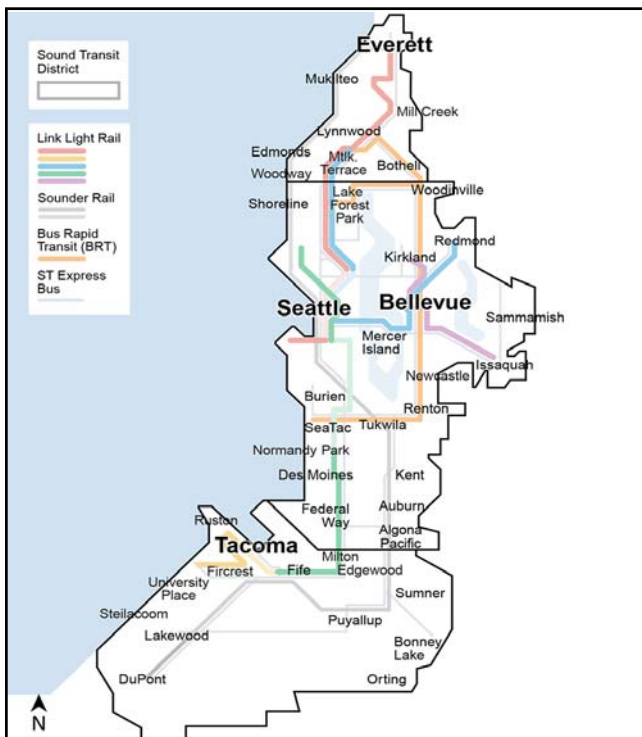 Sound Transit
District
Link Light Rail
Sounder Rail
Bus Rapid
Transit (BRT)
ST Express
Bus
Everett
Mukilteo
Mill Creek
Lynnwood
Edmonds
Mtlk.
Terrace
Bothell
Woodway
Woodinville
Shoreline
Lake
Forest
Park
Redmond
Kirkland
Seattle
Bellevue
Sammamish
Mercer
Island
Issaquah
Newcastle
Burien
Renton
SeaTac
Tukwila
Normandy Park
Des Moines
Kent
Federal
Way
Auburn
Algona
Pacific
Ruston
Tacoma
Milton
Fircrest
Fife
Edgewood
University
Place
Sumner
Steilacoom
Puyallup
Lakewood
Bonney
Lake
DuPont
Orting
N